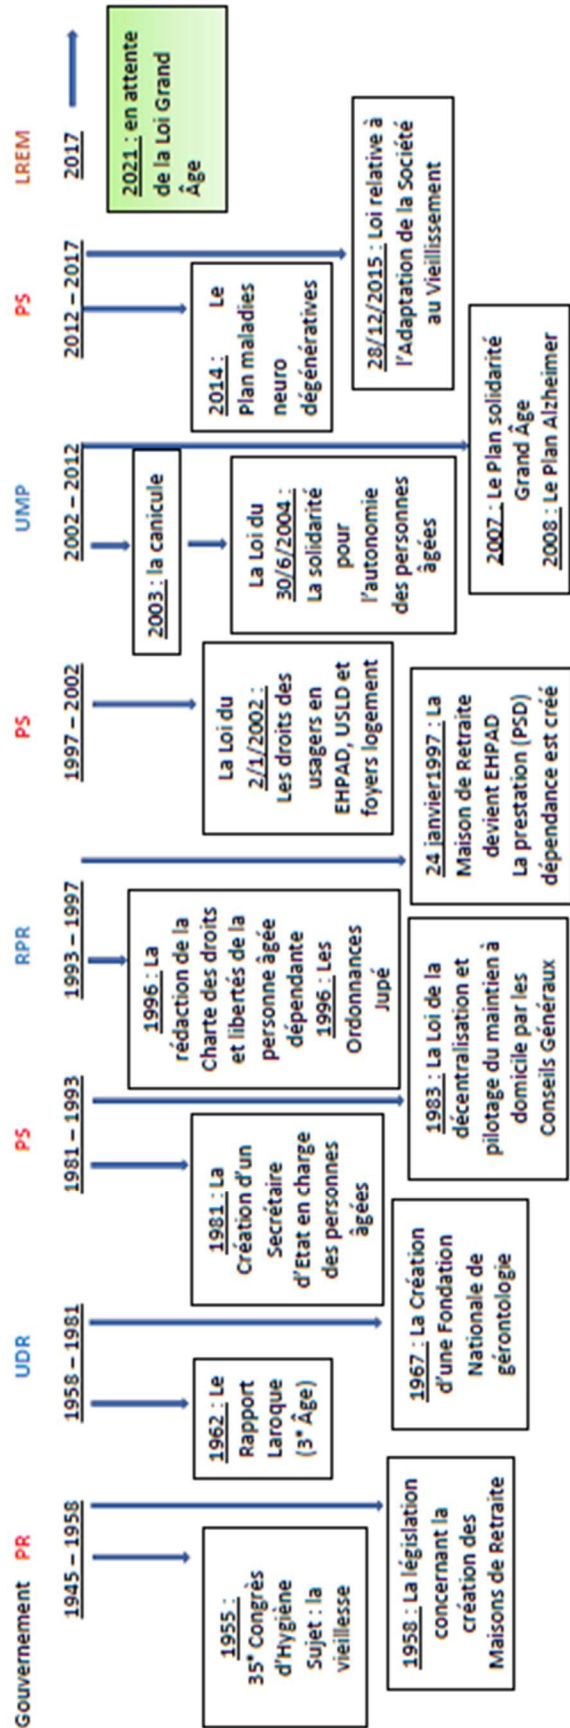 Gouvernement PR UDR PS RPR PS UMP PS LREM
1945 – 1958 1958 – 1981 1981 – 1993 1993 – 1997 1997 – 2002 2002 – 2012 2012 – 2017 2017
1955 :
35° Congrès
d'Hygiène
Sujet : la
vieillesse
1958 : La législation
concernant la
création des
Maisons de Retraite
1962 : Le
Rapport
Laroque
(3° Âge)
1967 : La Création
d'une Fondation
Nationale de
gérontologie
1981 : La
Création d'un
Secrétaire
d'Etat en charge
des personnes
âgées
1983 : La Loi de la
décentralisation et
pilotage du maintien à
domicile par les
Conseils Généraux
1996 : La
rédaction de la
Charte des droits
et libertés de la
personne âgée
dépendante
1996 : Les
Ordonnances
Jupé
24 janvier1997 : La
Maison de Retraite
devient EHPAD
La prestation (PSD)
dépendance est créé
La Loi du
2/1/2002 :
Les droits des
usagers en
EHPAD, USLD et
foyers logement
2003 : la canicule
La Loi du
30/6/2004 :
La solidarité
pour
l'autonomie
des personnes
âgées
2007 : Le Plan solidarité
Grand Âge
2008 : Le Plan Alzheimer
2014 : Le
Plan maladies
neuro
dégénératives
28/12/2015 : Loi relative à
l'Adaptation de la Société
au Vieillissement
2021 : en attente
de la Loi Grand
Âge